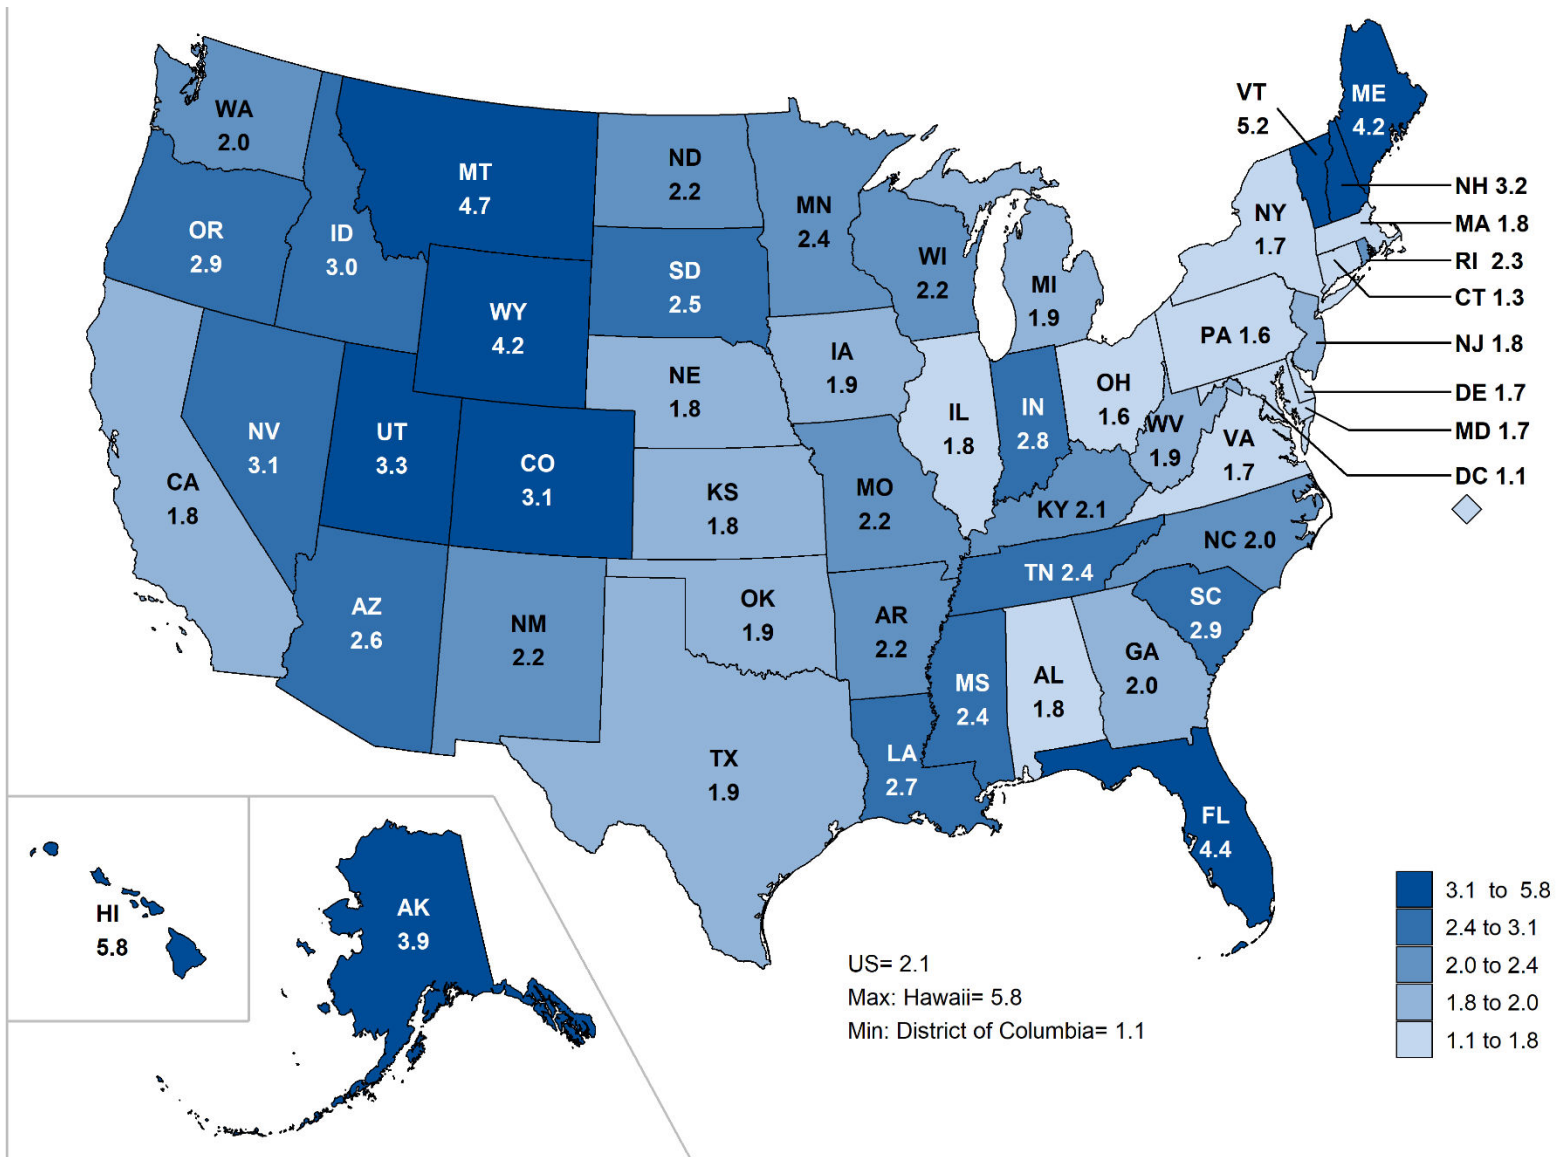 WA
2.0
OR
2.9
CA
1.8
ID
3.0
NV
3.1
MT
4.7
WY
4.2
UT
3.3
CO
3.1
AZ
2.6
NM
2.2
ND
2.2
SD
2.5
NE
1.8
KS
1.8
OK
1.9
TX
1.9
MN
2.4
IA
1.9
MO
2.2
AR
2.2
LA
2.7
WI
2.2
IL
1.8
MI
1.9
IN
2.8
OH
1.6
KY 2.1
TN 2.4
MS
2.4
AL
1.8
GA
2.0
FL
4.4
SC
2.9
NC 2.0
VA
1.7
WV
1.9
PA 1.6
NY
1.7
VT
5.2
ME
4.2
NH 3.2
MA 1.8
RI 2.3
CT 1.3
NJ 1.8
DE 1.7
MD 1.7
DC 1.1
HI
5.8
AK
3.9
US= 2.1
Max: Hawaii= 5.8
Min: District of Columbia= 1.1
3.1 to 5.8
2.4 to 3.1
2.0 to 2.4
1.8 to 2.0
1.1 to 1.8